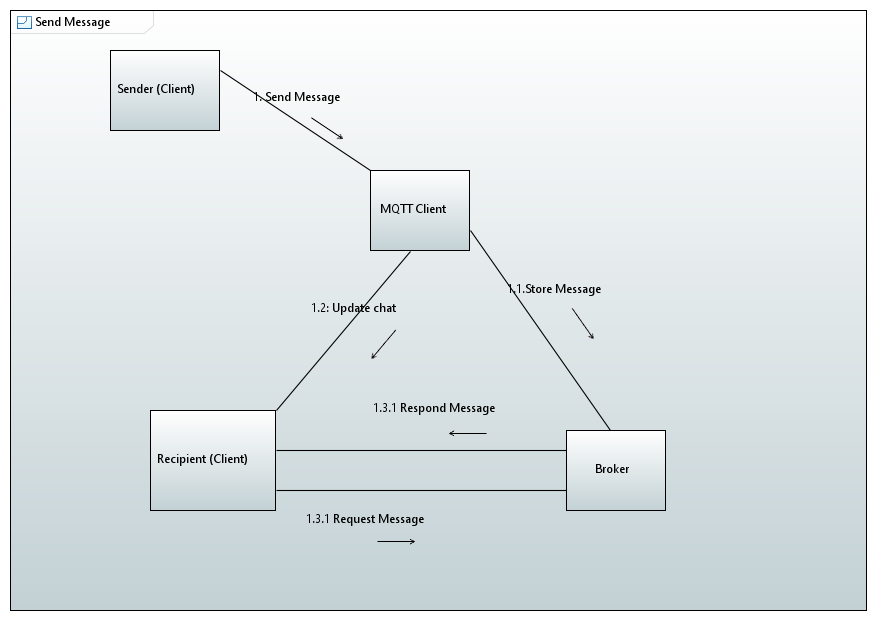 Send Message
Sender (Client)
1. Send Message
MQTT Client
1.1.Store Message
1.2: Update chat
1.3.1 Respond Message
Recipient (Client)
Broker
1.3.1 Request Message